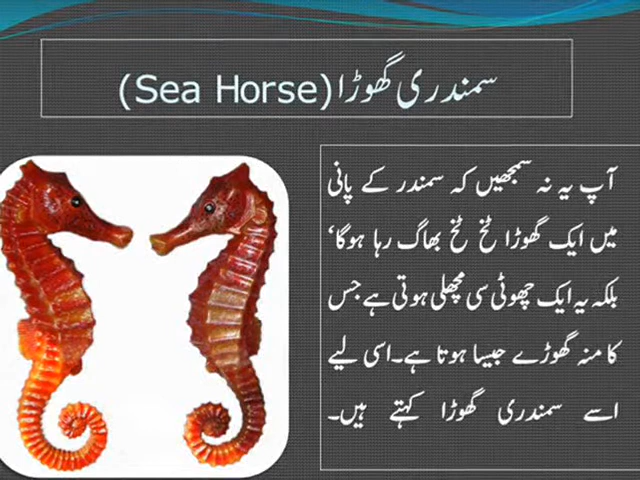 سمندری گھوڑا (Sea Horse)
آپ یہ نہ سمجھیں کہ سمندر کے پانی
میں ایک گھوڑا ٹخ ٹخ بھاگ رہا ہوگا‘
بلکہ یہ ایک چھوٹی سی مچھلی ہوتی ہے جس
کا منہ گھوڑے جیسا ہوتا ہے۔اسی لیے
اسے سمندری گھوڑا کہتے ہیں۔